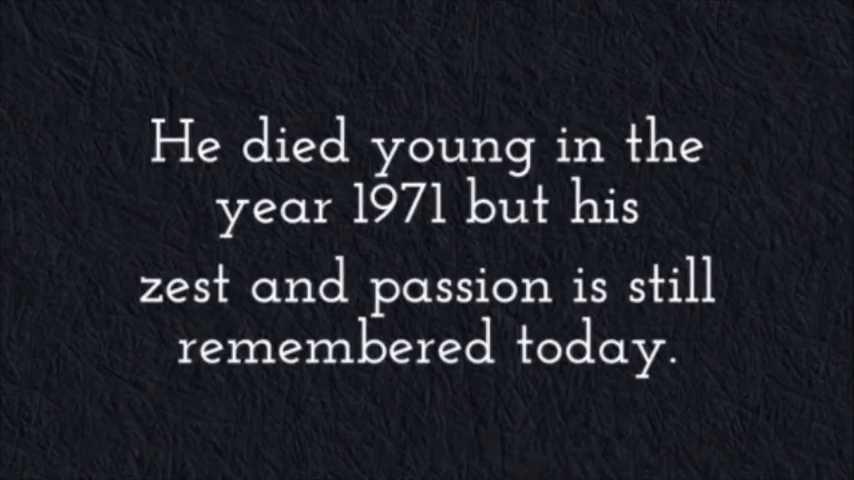 He died young in the
year 1971 but his
zest and passion is still
remembered today.